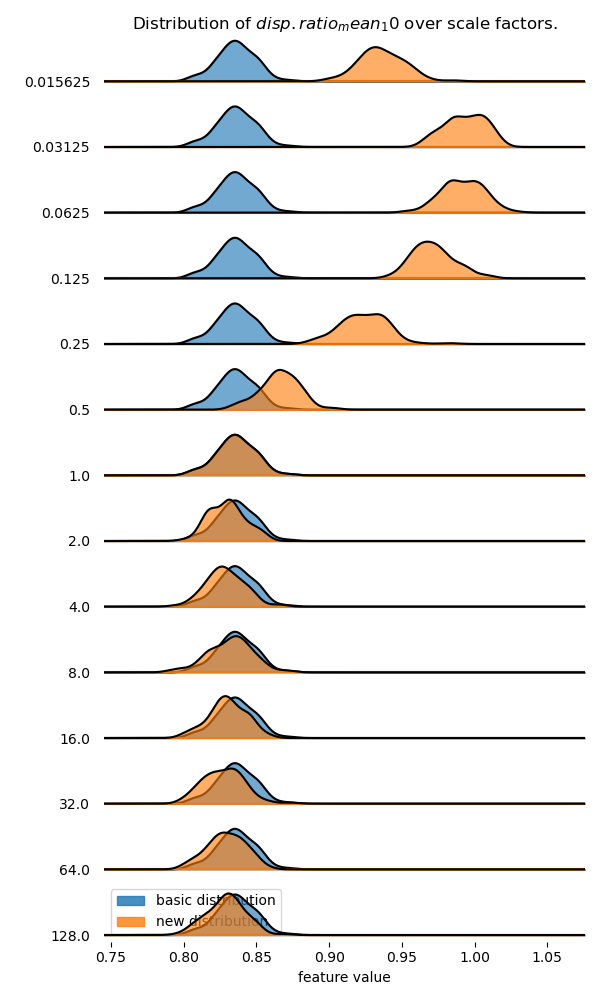 Distribution of disp.ratio_mean_10 over scale factors.
0.015625
0.03125
0.0625
0.125
0.25
0.5
1.0
2.0
4.0
8.0
16.0
32.0
64.0
128.0
basic distribution
new distribution
0.75 0.80 0.85 0.90 0.95 1.00 1.05
feature value